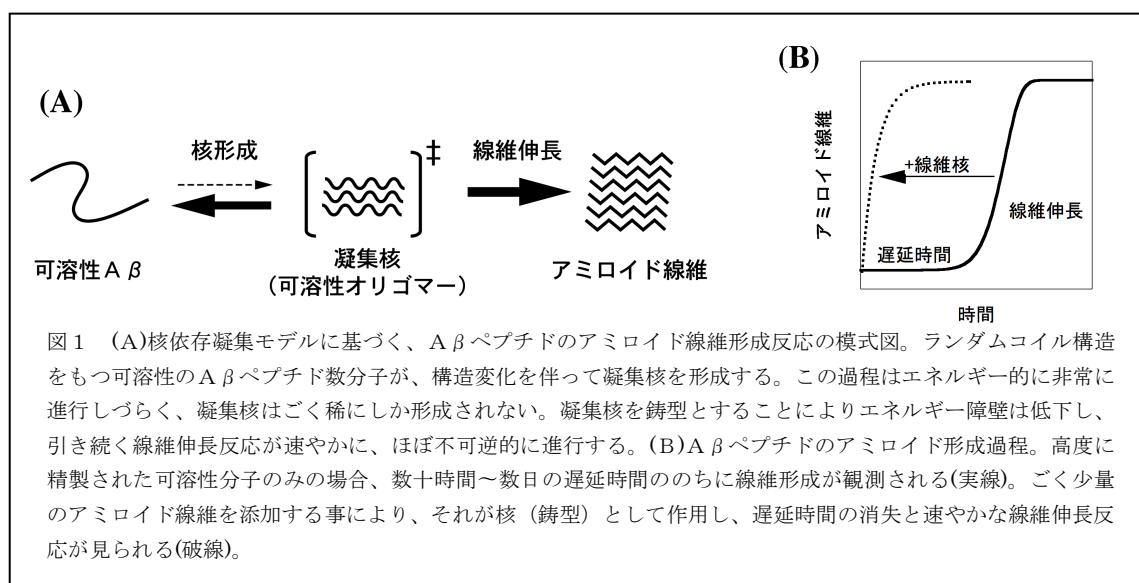 (A)
核形成
‡
線維伸長
可溶性Aβ
凝集核
(可溶性オリゴマー)
アミロイド線維
(B)
アミロイド線維
+線維核
線維伸長
遅延時間
時間
図1 (A)核依存凝集モデルに基づく、Aβペプチドのアミロイド線維形成反応の模式図。ランダムコイル構造
をもつ可溶性のAβペプチド数分子が、構造変化を伴って凝集核を形成する。この過程はエネルギー的に非常に
進行しづらく、凝集核はごく稀にしか形成されない。凝集核を鋳型とすることによりエネルギー障壁は低下し、
引き続く線維伸長反応が速やかに、ほぼ不可逆的に進行する。(B)Aβペプチドのアミロイド形成過程。高度に
精製された可溶性分子のみの場合、数十時間～数日の遅延時間ののちに線維形成が観測される(実線)。ごく少量
のアミロイド線維を添加する事により、それが核（鋳型）として作用し、遅延時間の消失と速やかな線維伸長反
応が見られる(破線)。